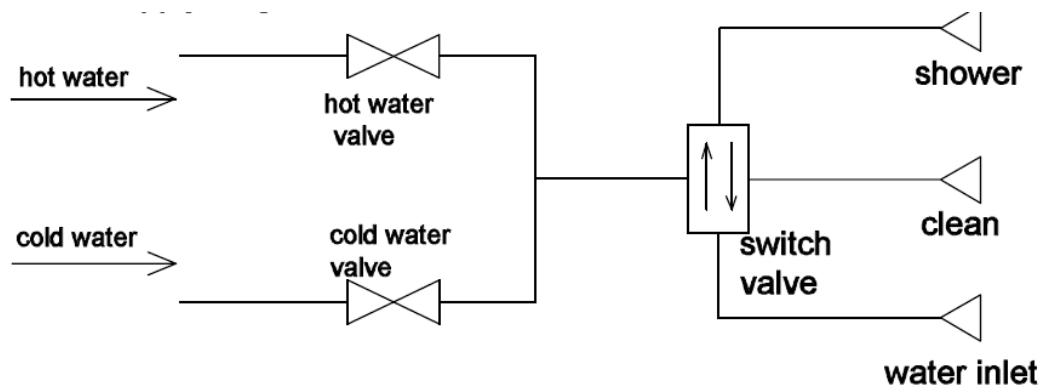 hot water
hot water
valve
cold water
cold water
valve
shower
clean
switch
valve
water inlet